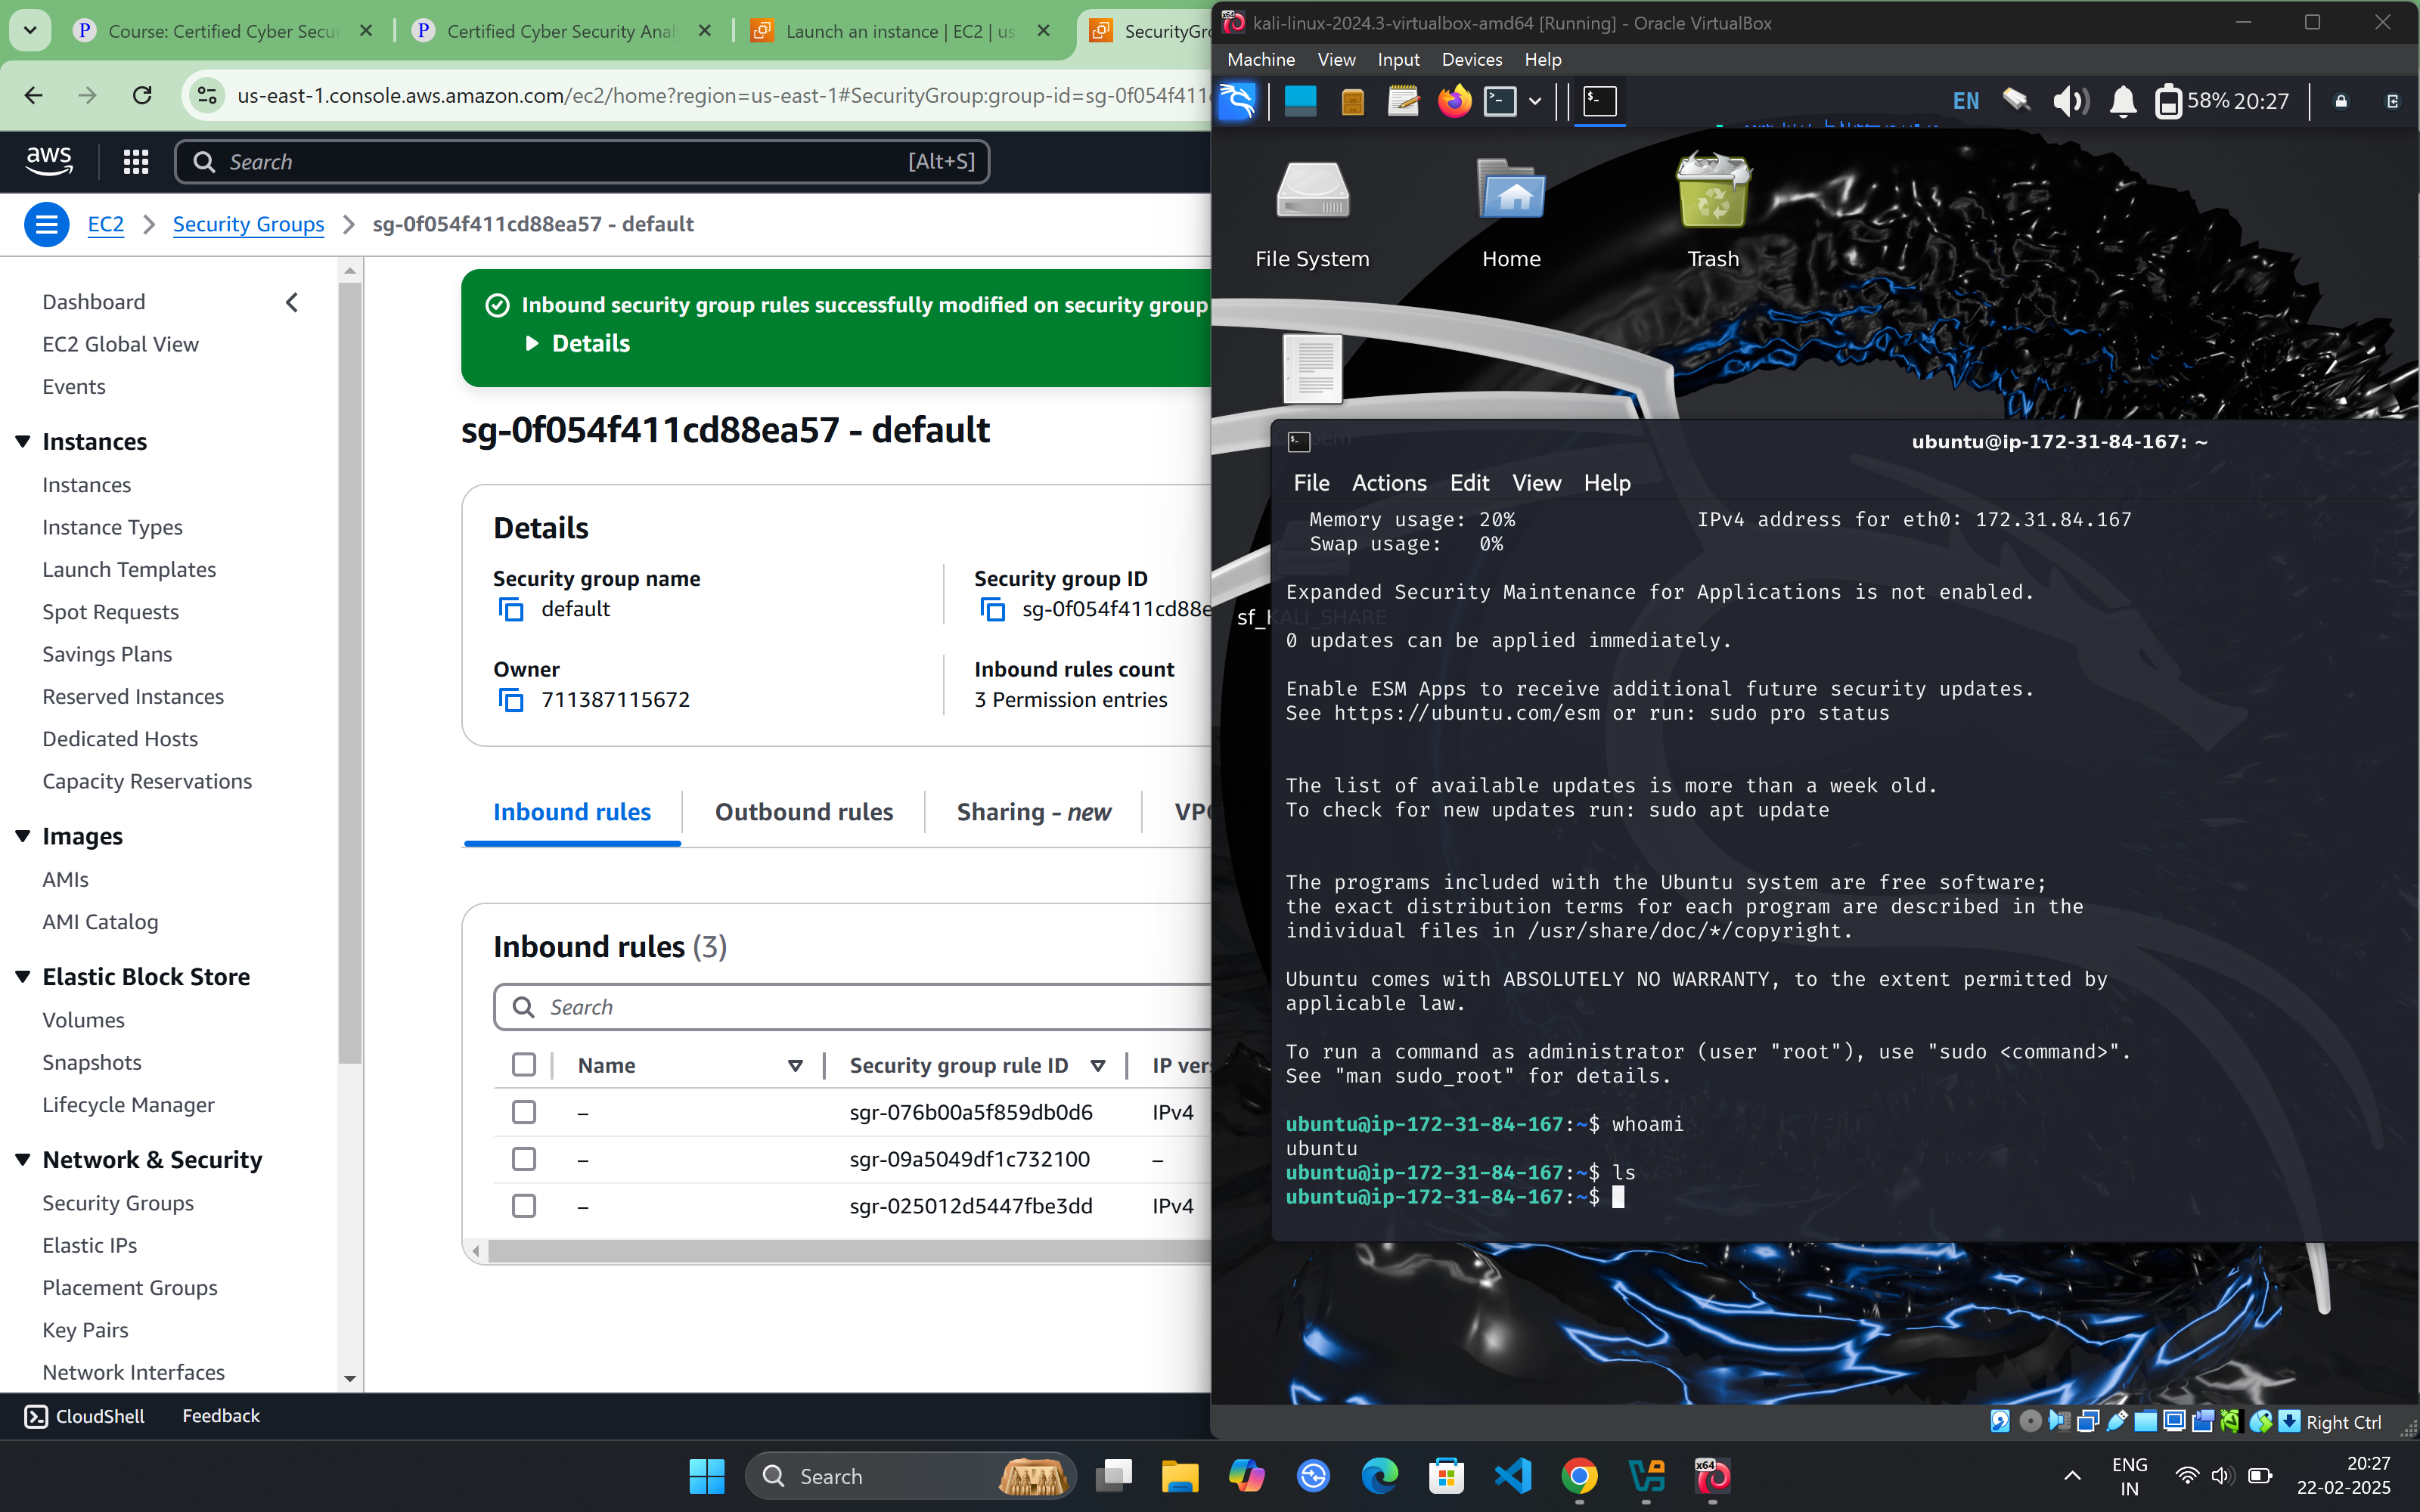 Course: Certified Cyber Secur
Certified Cyber Security Anal
Launch an instance | EC2 | us
SecurityGro
us-east-1.console.aws.amazon.com/ec2/home?region=us-east-1#SecurityGroup:group-id=sg-0f054f411c
aws
Search
[Alt+S]
EC2
Security Groups
sg-0f054f411cd88ea57 - default
Dashboard
EC2 Global View
Events
Instances
Instances
Instance Types
Launch Templates
Spot Requests
Savings Plans
Reserved Instances
Dedicated Hosts
Capacity Reservations
Images
AMIs
AMI Catalog
Elastic Block Store
Volumes
Snapshots
Lifecycle Manager
Network & Security
Security Groups
Elastic IPs
Placement Groups
Key Pairs
Network Interfaces
CloudShell
Feedback
Inbound security group rules successfully modified on security group
Details
sg-0f054f411cd88ea57 - default
Details
Security group name
default
Security group ID
sg-0f054f411cd88e
Owner
711387115672
Inbound rules count
3 Permission entries
Inbound rules
Outbound rules
Sharing - new
VPC
Inbound rules (3)
Search
Name
Security group rule ID
IP vers
–
sgr-076b00a5f859db0d6
IPv4
–
sgr-09a5049df1c732100
–
–
sgr-025012d5447fbe3dd
IPv4
kali-linux-2024.3-virtualbox-amd64 [Running] - Oracle VirtualBox
Machine View Input Devices Help
EN
58% 20:27
File System
Home
Trash
sf_KALI_SHARE
ubuntu@ip-172-31-84-167: ~
File Actions Edit View Help
Memory usage: 20% IPv4 address for eth0: 172.31.84.167
Swap usage: 0%
Expanded Security Maintenance for Applications is not enabled.
0 updates can be applied immediately.
Enable ESM Apps to receive additional future security updates.
See https://ubuntu.com/esm or run: sudo pro status
The list of available updates is more than a week old.
To check for new updates run: sudo apt update
The programs included with the Ubuntu system are free software;
the exact distribution terms for each program are described in the
individual files in /usr/share/doc/*/copyright.
Ubuntu comes with ABSOLUTELY NO WARRANTY, to the extent permitted by
applicable law.
To run a command as administrator (user "root"), use "sudo <command>".
See "man sudo_root" for details.
ubuntu@ip-172-31-84-167:~$ whoami
ubuntu
ubuntu@ip-172-31-84-167:~$ ls
ubuntu@ip-172-31-84-167:~$
Right Ctrl
Search
x64
ENG
IN
20:27
22-02-2025